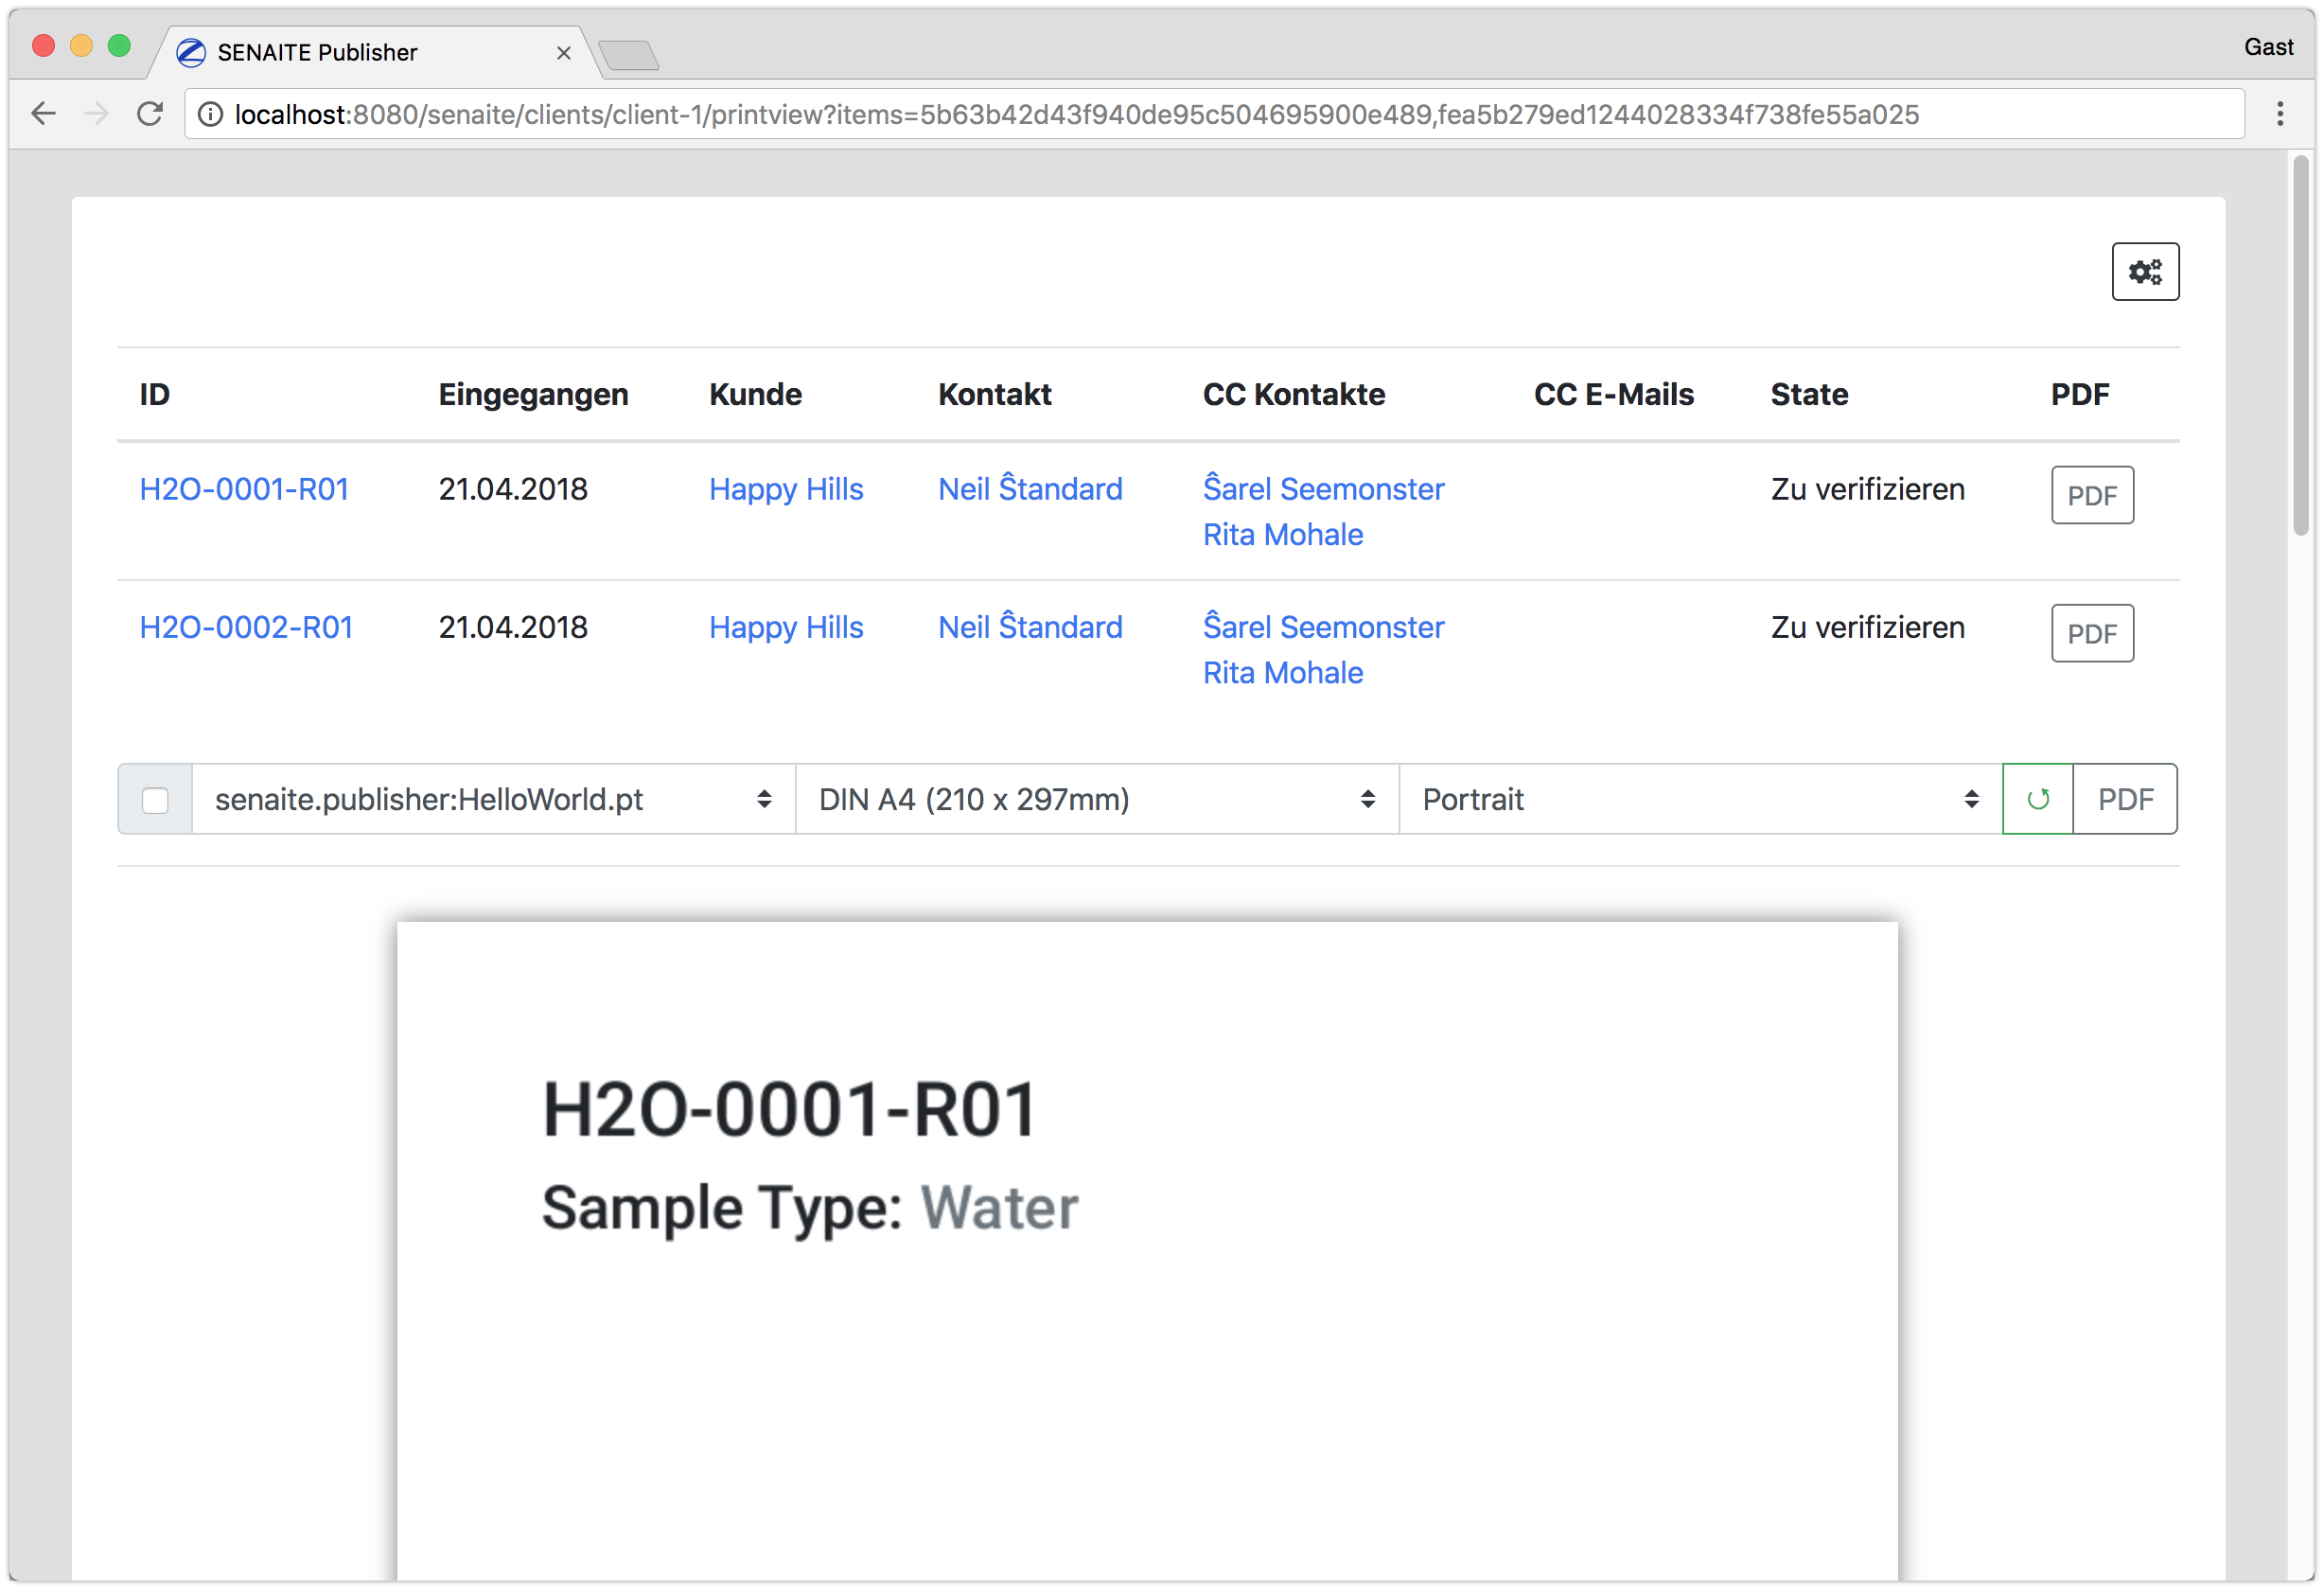 SENAITE Publisher
Gast
localhost:8080/senaite/clients/client-1/printview?items=5b63b42d43f940de95c504695900e489,fea5b279ed1244028334f738fe55a025
ID Eingegangen Kunde Kontakt CC Kontakte CC E-Mails State PDF
H2O-0001-R01 21.04.2018 Happy Hills Neil Ŝtandard Ŝarel Seemonster Zu verifizieren PDF
Rita Mohale
H2O-0002-R01 21.04.2018 Happy Hills Neil Ŝtandard Ŝarel Seemonster Zu verifizieren PDF
Rita Mohale
senaite.publisher:HelloWorld.pt DIN A4 (210 x 297mm) Portrait PDF
H2O-0001-R01
Sample Type: Water